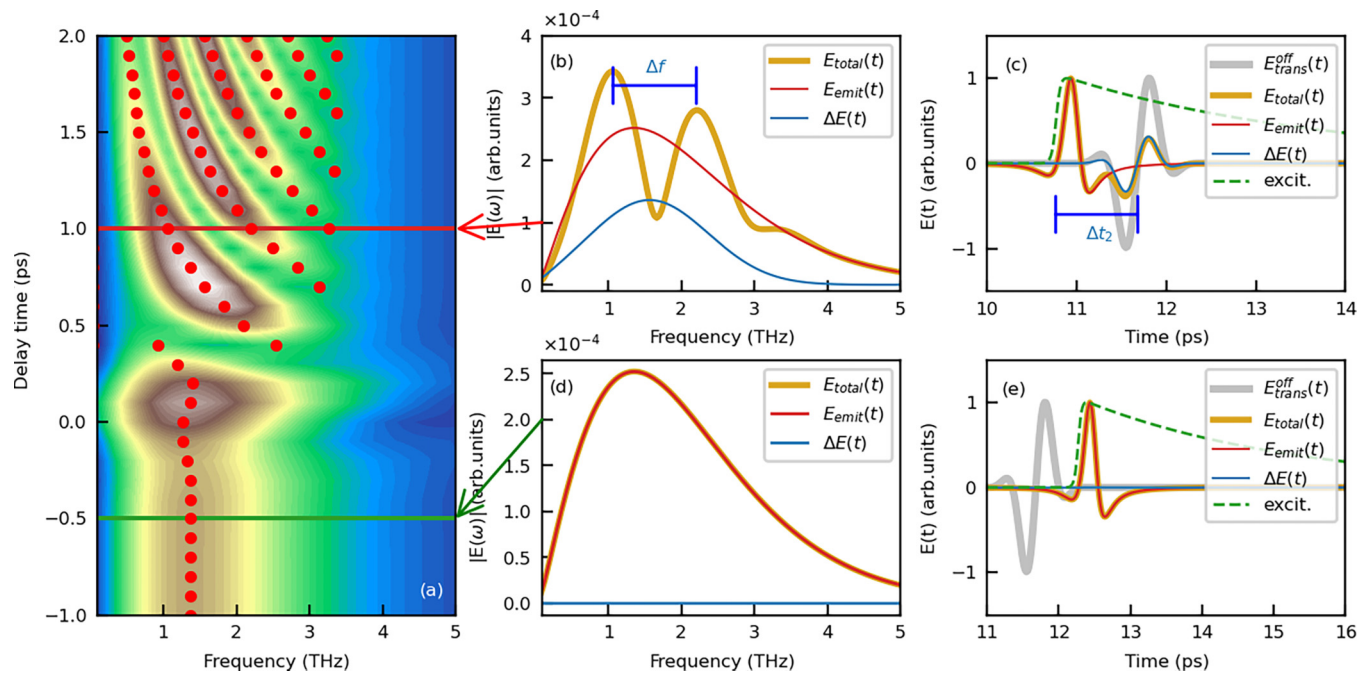 2.0
1.5
1.0
0.5
0.0
−0.5
−1.0
Delay time (ps)
1
2
3
4
5
Frequency (THz)
(a)
×10⁻⁴
(b)
Δf
E_total(t)
E_emit(t)
ΔE(t)
4
3
2
1
0
|E(ω)| (arb.units)
1
2
3
4
5
Frequency (THz)
(c)
E^off_trans(t)
E_total(t)
E_emit(t)
ΔE(t)
excit.
Δt₂
1
0
−1
E(t) (arb.units)
10
11
12
13
14
Time (ps)
×10⁻⁴
(d)
E_total(t)
E_emit(t)
ΔE(t)
2.5
2.0
1.5
1.0
0.5
0.0
|E(ω)| (arb.units)
1
2
3
4
5
Frequency (THz)
(e)
E^off_trans(t)
E_total(t)
E_emit(t)
ΔE(t)
excit.
1
0
−1
E(t) (arb.units)
11
12
13
14
15
16
Time (ps)